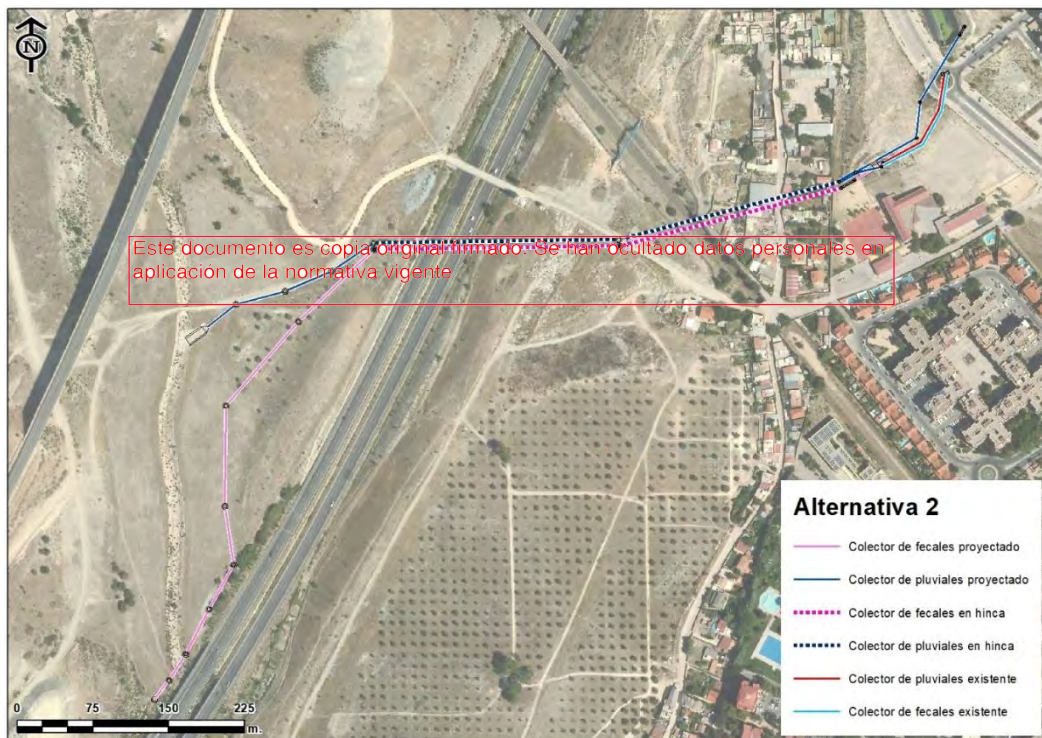 N
Este documento es copia original firmado. Se han ocultado datos personales en
aplicación de la normativa Vigente
Alternativa 2
Colector de fecales proyectado
Colector de pluviales proyectado
Colector de fecales en hinca
Colector de pluviales en hinca
Colector de pluviales existente
Colector de fecales existente
0 75 150 225
m.